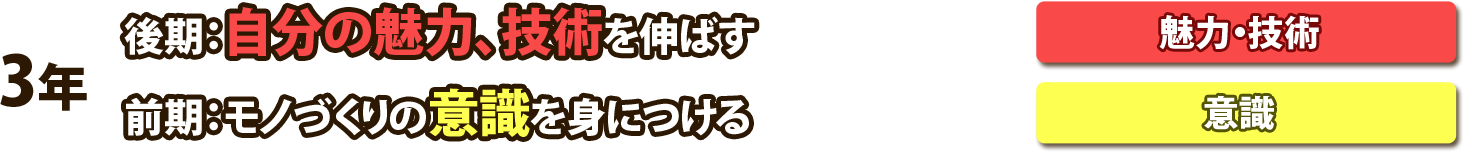 3年
後期：自分の魅力、技術を伸ばす
魅力・技術
前期：モノづくりの意識を身につける
意識